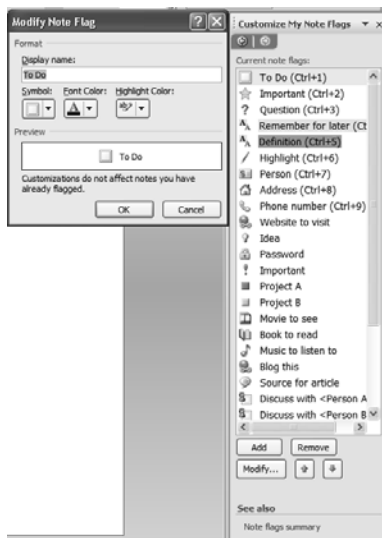 Modify Note Flag
Format
Display name:
To Do
Symbol: Font Color: Highlight Color:
Preview
To Do
Customizations do not affect notes you have
already flagged.
OK Cancel
Customize My Note Flags
Current note flags:
To Do (Ctrl+1)
Important (Ctrl+2)
Question (Ctrl+3)
Remember for later (Ct
Definition (Ctrl+5)
Highlight (Ctrl+6)
Person (Ctrl+7)
Address (Ctrl+8)
Phone number (Ctrl+9)
Website to visit
Idea
Password
Important
Project A
Project B
Movie to see
Book to read
Music to listen to
Blog this
Source for article
Discuss with <Person A
Discuss with <Person B
Add Remove
Modify...
See also
Note flags summary